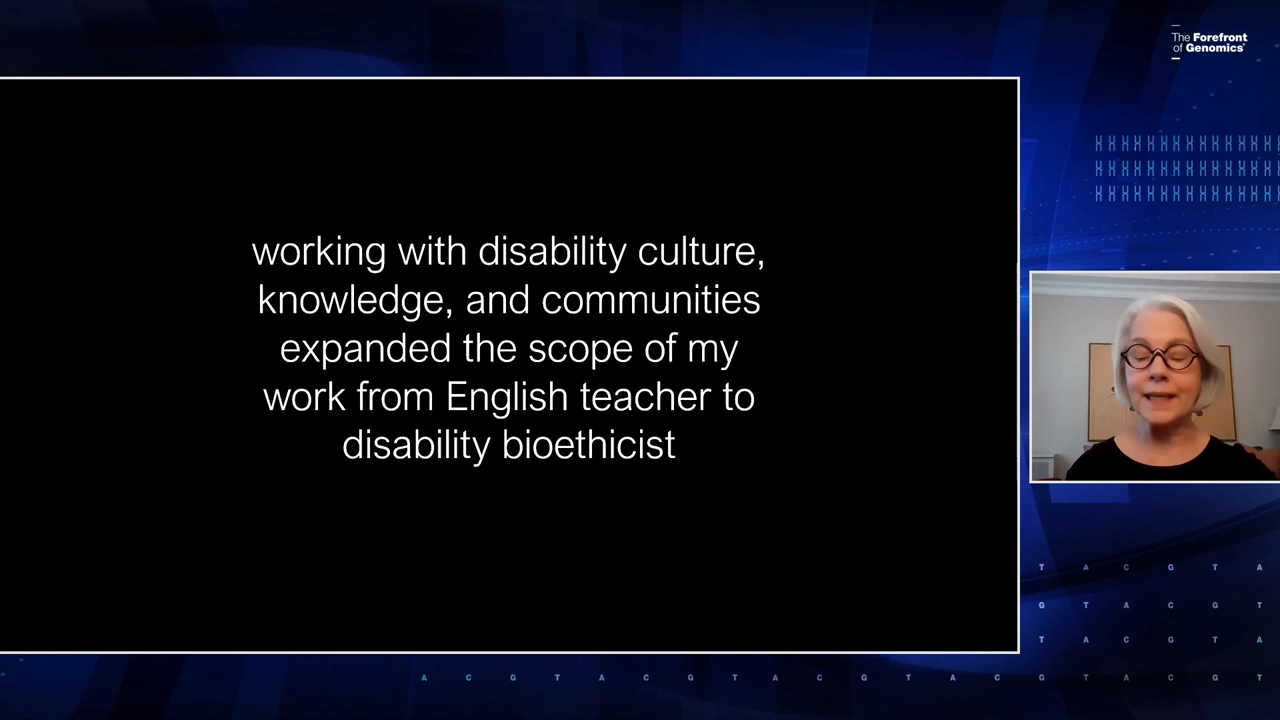 The Forefront
of Genomics®
working with disability culture,
knowledge, and communities
expanded the scope of my
work from English teacher to
disability bioethicist
T A C G T A
G T A C G T
T A C G T A
A C G T A C G T A C G T A C G T A C G T